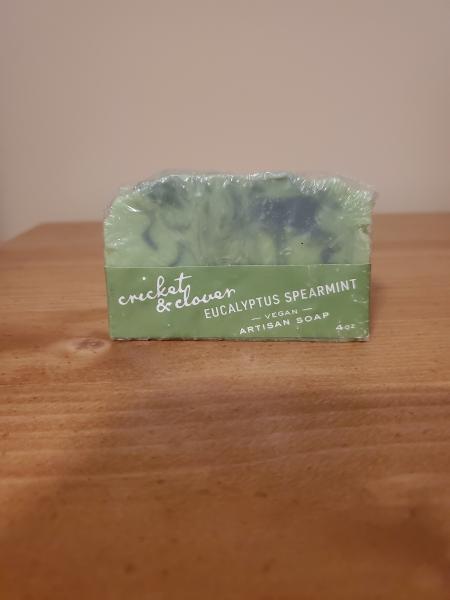 cricket
& clover
EUCALYPTUS SPEARMINT
— VEGAN —
ARTISAN SOAP
4oz